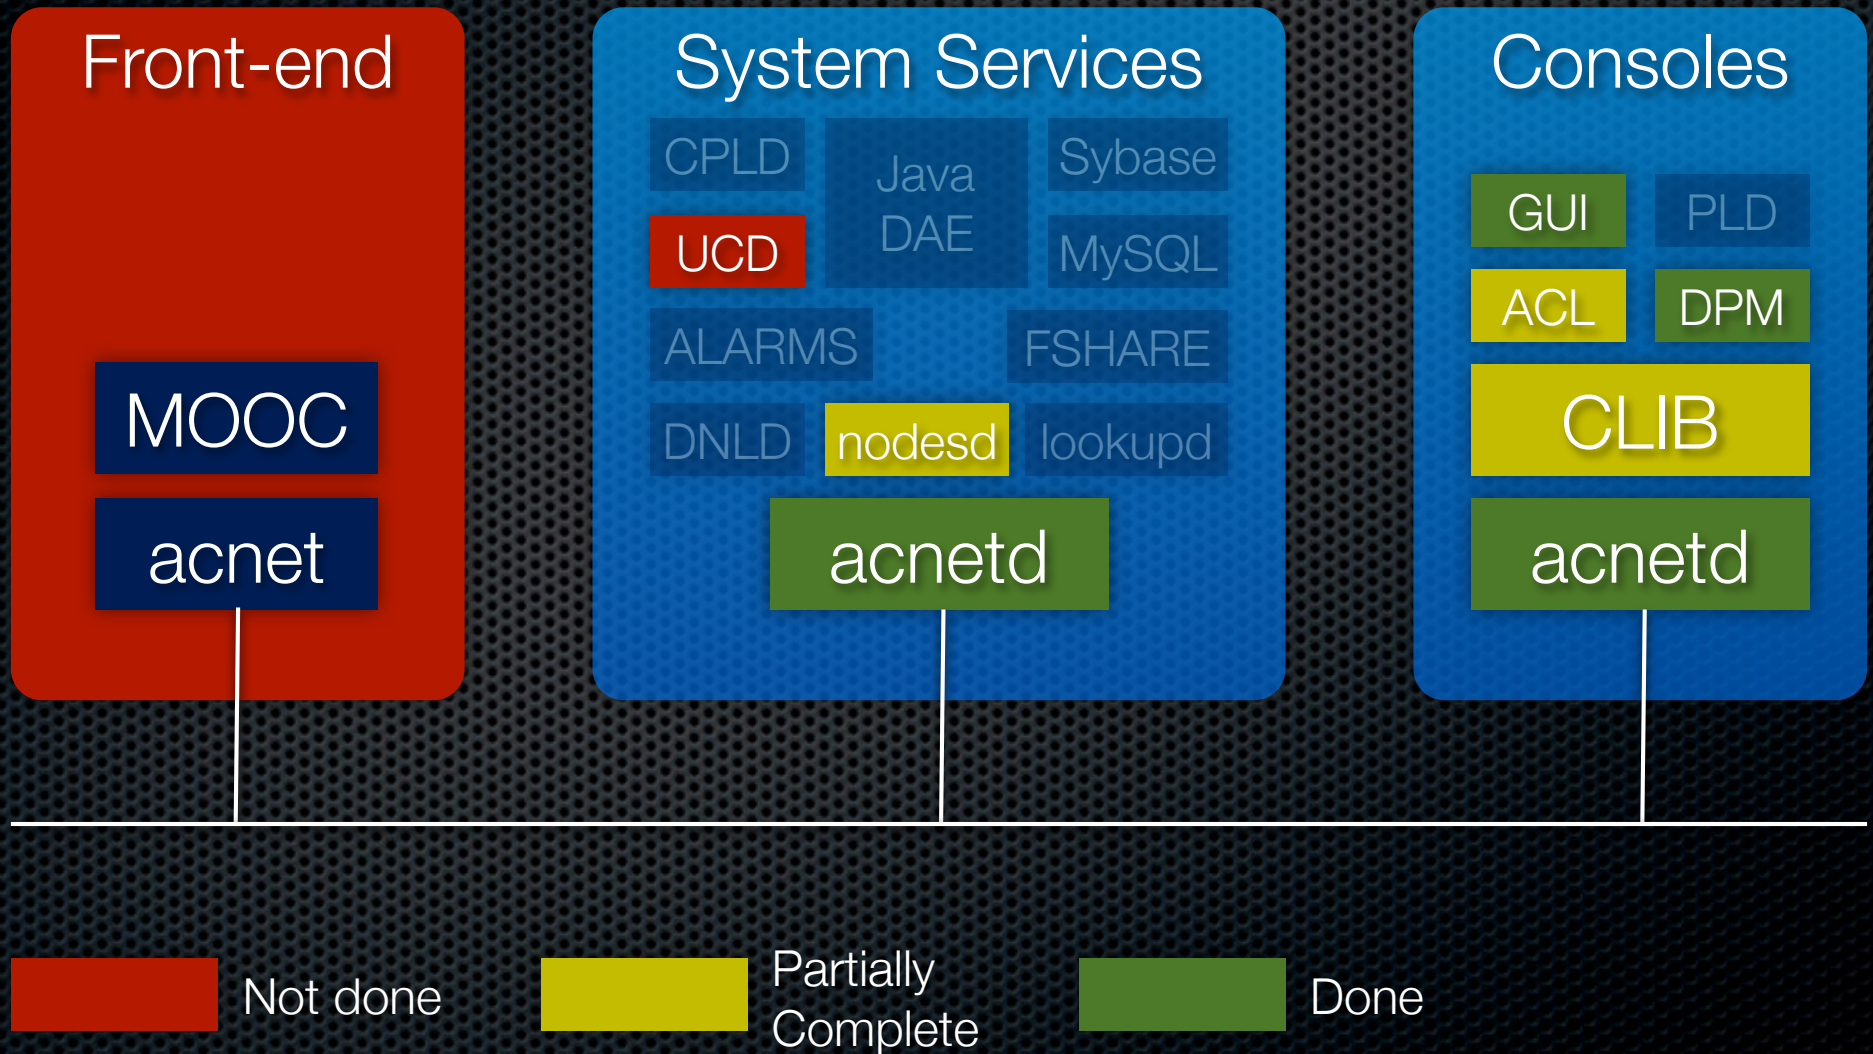 Front-end
MOOC
acnet
System Services
CPLD
Java
DAE
Sybase
UCD
MySQL
ALARMS
FSHARE
DNLD
nodesd
lookupd
acnetd
Consoles
GUI
PLD
ACL
DPM
CLIB
acnetd
Not done
Partially
Complete
Done